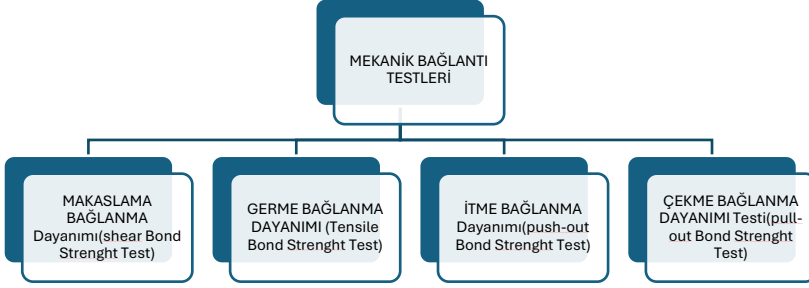 MEKANİK BAĞLANTI
TESTLERİ
MAKASLAMA
BAĞLANMA
Dayanımı(shear Bond
Strenght Test)
GERME BAĞLANMA
DAYANIMI (Tensile
Bond Strenght Test)
İTME BAĞLANMA
Dayanımı(push-out
Bond Strenght Test)
ÇEKME BAĞLANMA
DAYANIMI Testi(pull-
out Bond Strenght
Test)